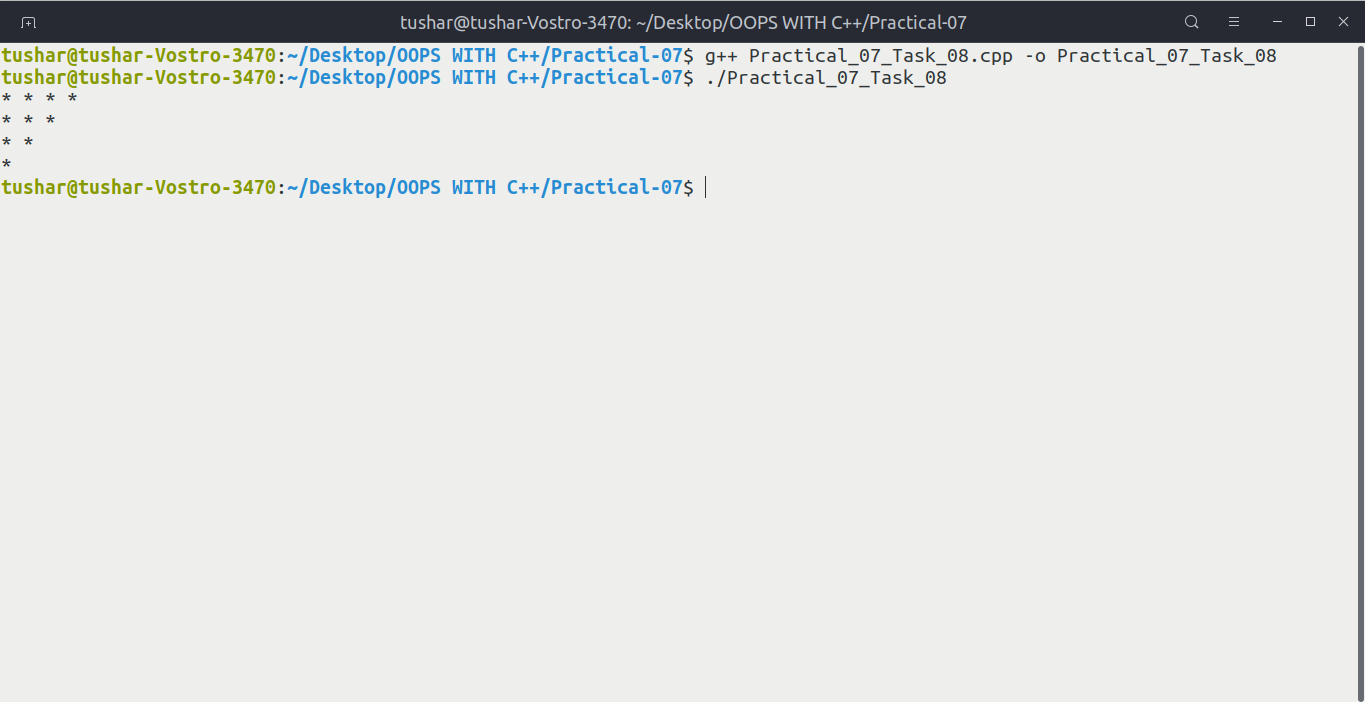 tushar@tushar-Vostro-3470: ~/Desktop/OOPS WITH C++/Practical-07
tushar@tushar-Vostro-3470:~/Desktop/OOPS WITH C++/Practical-07$ g++ Practical_07_Task_08.cpp -o Practical_07_Task_08
tushar@tushar-Vostro-3470:~/Desktop/OOPS WITH C++/Practical-07$ ./Practical_07_Task_08
* * * *
* * *
* *
*
tushar@tushar-Vostro-3470:~/Desktop/OOPS WITH C++/Practical-07$